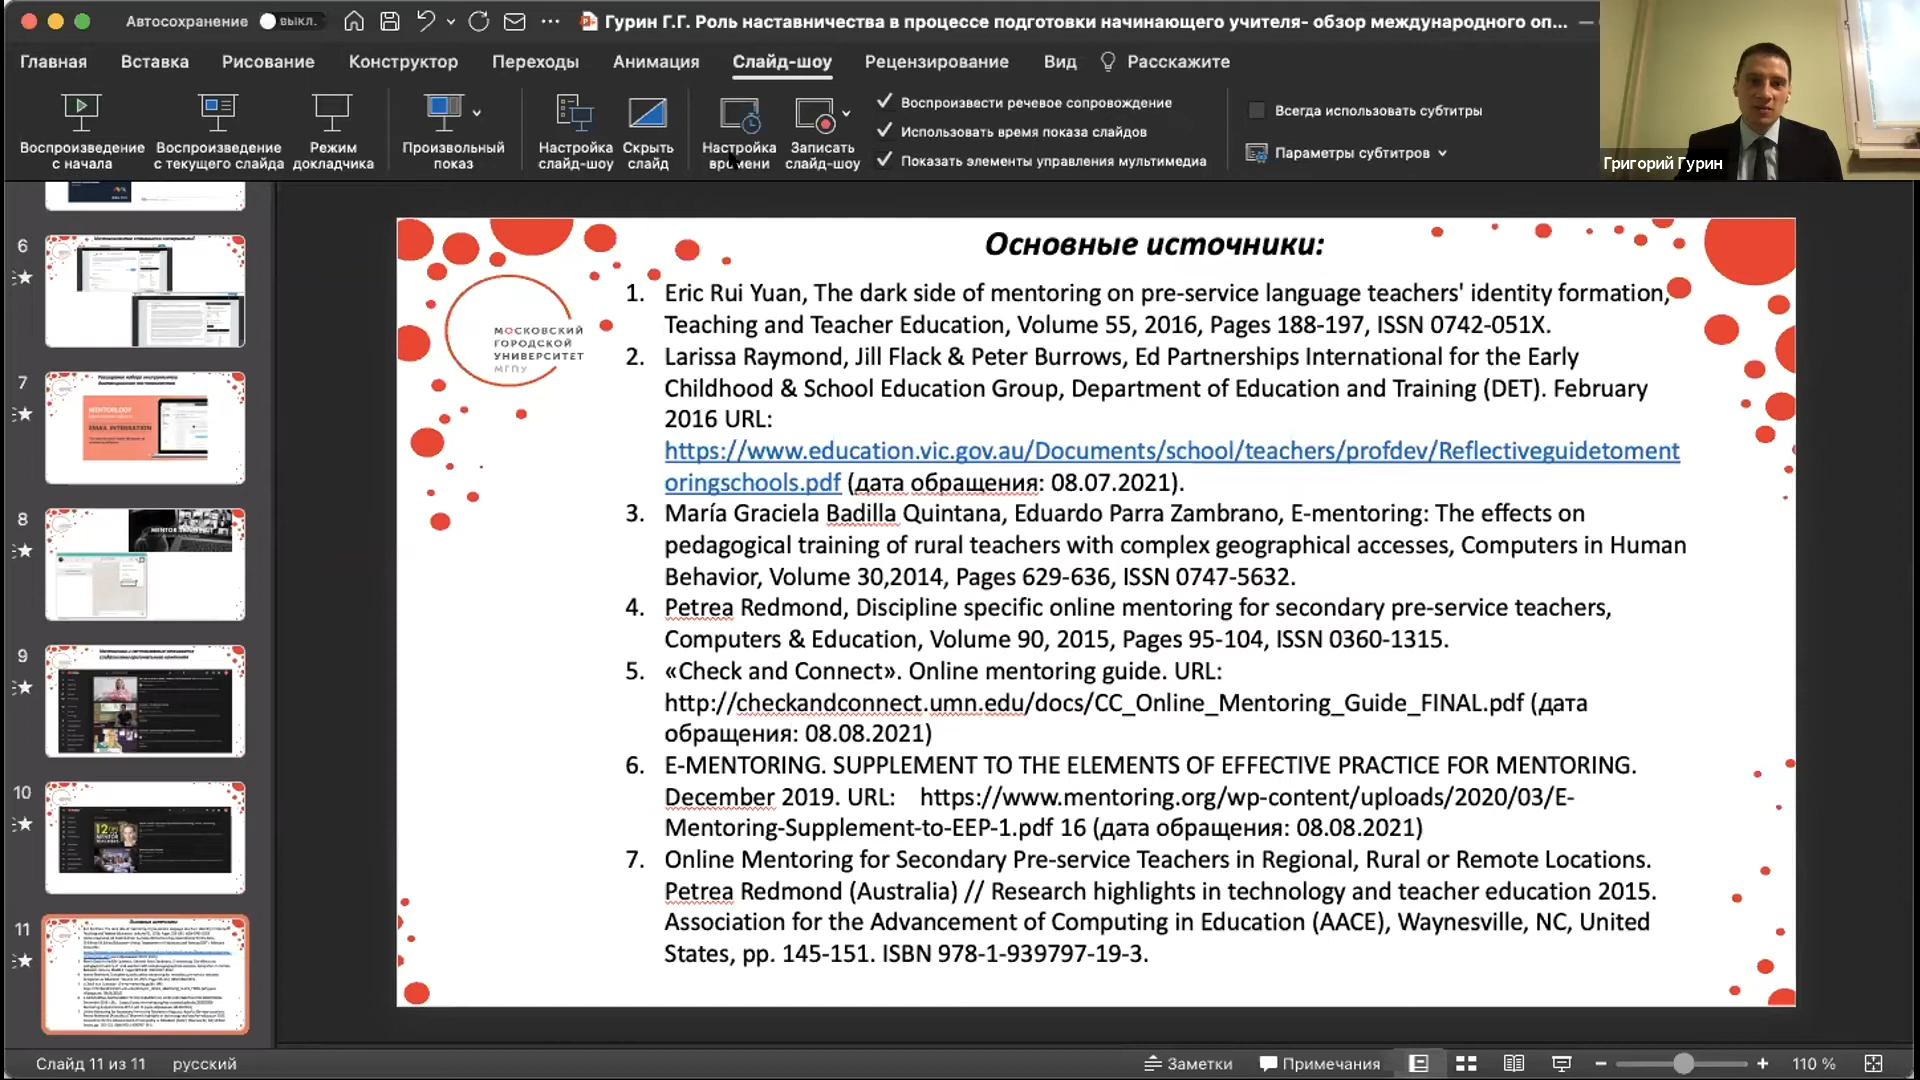 Автосохранение выкл. Гурин Г.Г. Роль наставничества в процессе подготовки начинающего учителя- обзор международного оп...
Главная Вставка Рисование Конструктор Переходы Анимация Слайд-шоу Рецензирование Вид Расскажите
Воспроизведение с начала
Воспроизведение с текущего слайда
Режим докладчика
Произвольный показ
Настройка слайд-шоу
Скрыть слайд
Настройка времени
Записать слайд-шоу
Воспроизвести речевое сопровождение
Использовать время показа слайдов
Показать элементы управления мультимедиа
Всегда использовать субтитры
Параметры субтитров
Григорий Гурин
6
7
MENTORLOOP
EMAIL INTEGRATION
8
9
10
11
МОСКОВСКИЙ
ГОРОДСКОЙ
УНИВЕРСИТЕТ
МГПУ
Основные источники:
1. Eric Rui Yuan, The dark side of mentoring on pre-service language teachers' identity formation,
Teaching and Teacher Education, Volume 55, 2016, Pages 188-197, ISSN 0742-051X.
2. Larissa Raymond, Jill Flack & Peter Burrows, Ed Partnerships International for the Early
Childhood & School Education Group, Department of Education and Training (DET). February
2016 URL:
https://www.education.vic.gov.au/Documents/school/teachers/profdev/Reflectiveguidetoment
oringschools.pdf (дата обращения: 08.07.2021).
3. María Graciela Badilla Quintana, Eduardo Parra Zambrano, E-mentoring: The effects on
pedagogical training of rural teachers with complex geographical accesses, Computers in Human
Behavior, Volume 30,2014, Pages 629-636, ISSN 0747-5632.
4. Petrea Redmond, Discipline specific online mentoring for secondary pre-service teachers,
Computers & Education, Volume 90, 2015, Pages 95-104, ISSN 0360-1315.
5. «Check and Connect». Online mentoring guide. URL:
http://checkandconnect.umn.edu/docs/CC_Online_Mentoring_Guide_FINAL.pdf (дата
обращения: 08.08.2021)
6. E-MENTORING. SUPPLEMENT TO THE ELEMENTS OF EFFECTIVE PRACTICE FOR MENTORING.
December 2019. URL: https://www.mentoring.org/wp-content/uploads/2020/03/E-
Mentoring-Supplement-to-EEP-1.pdf 16 (дата обращения: 08.08.2021)
7. Online Mentoring for Secondary Pre-service Teachers in Regional, Rural or Remote Locations.
Petrea Redmond (Australia) // Research highlights in technology and teacher education 2015.
Association for the Advancement of Computing in Education (AACE), Waynesville, NC, United
States, pp. 145-151. ISBN 978-1-939797-19-3.
Слайд 11 из 11 русский Заметки Примечания 110 %